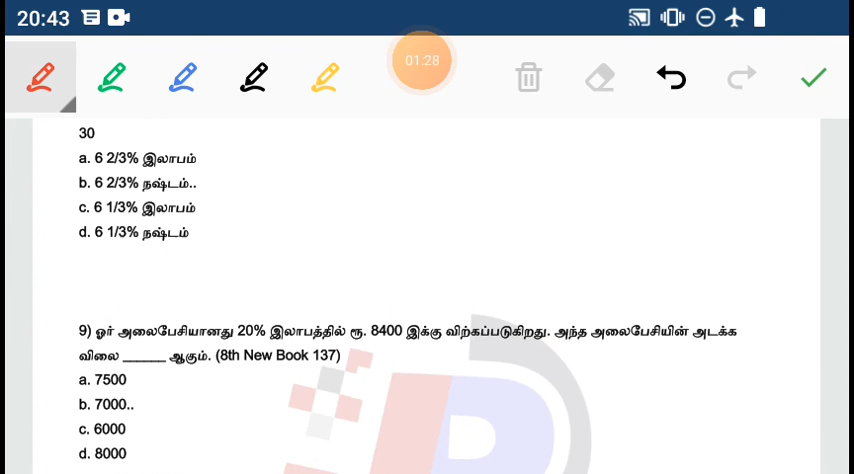 20:43
01:28
30
a. 6 2/3% இலாபம்
b. 6 2/3% நஷ்டம்..
c. 6 1/3% இலாபம்
d. 6 1/3% நஷ்டம்
9) ஓர் அலைபேசியானது 20% இலாபத்தில் ரூ. 8400 இக்கு விற்கப்படுகிறது. அந்த அலைபேசியின் அடக்க
விலை ______ ஆகும். (8th New Book 137)
a. 7500
b. 7000..
c. 6000
d. 8000